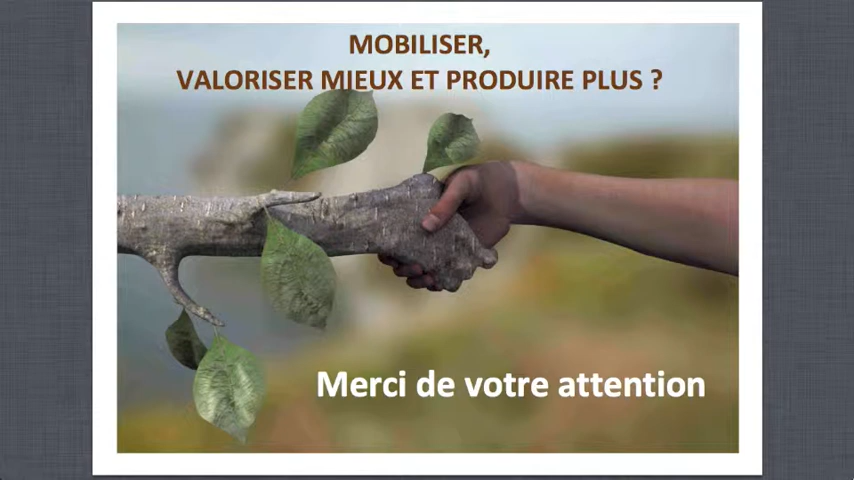 MOBILISER,
VALORISER MIEUX ET PRODUIRE PLUS ?
Merci de votre attention